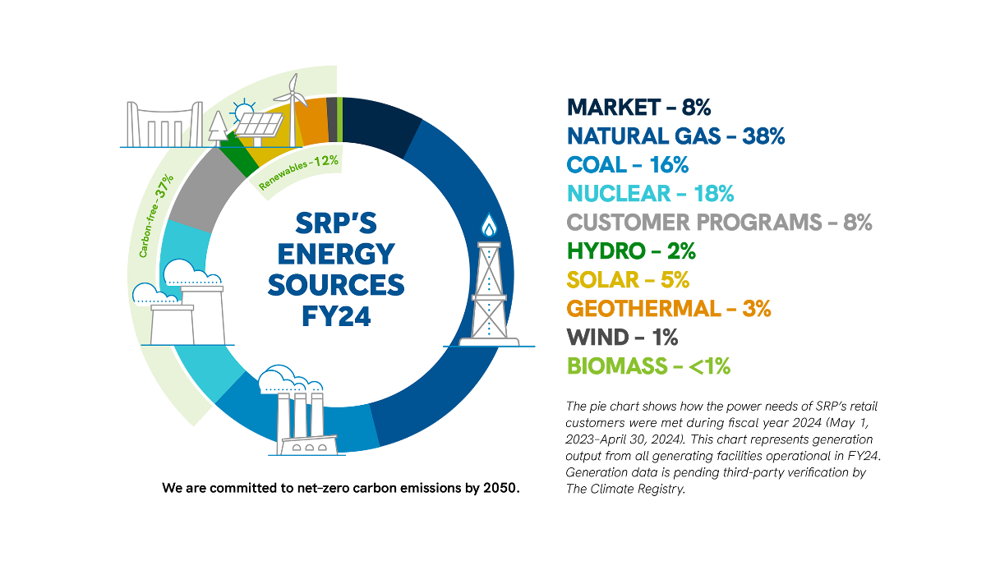 MARKET – 8%
NATURAL GAS – 38%
COAL – 16%
NUCLEAR – 18%
CUSTOMER PROGRAMS – 8%
HYDRO – 2%
SOLAR – 5%
GEOTHERMAL – 3%
WIND – 1%
BIOMASS – <1%
Renewables – 12%
Carbon-free – 37%
SRP'S
ENERGY
SOURCES
FY24
The pie chart shows how the power needs of SRP's retail
customers were met during fiscal year 2024 (May 1,
2023–April 30, 2024). This chart represents generation
output from all generating facilities operational in FY24.
Generation data is pending third-party verification by
The Climate Registry.
We are committed to net-zero carbon emissions by 2050.